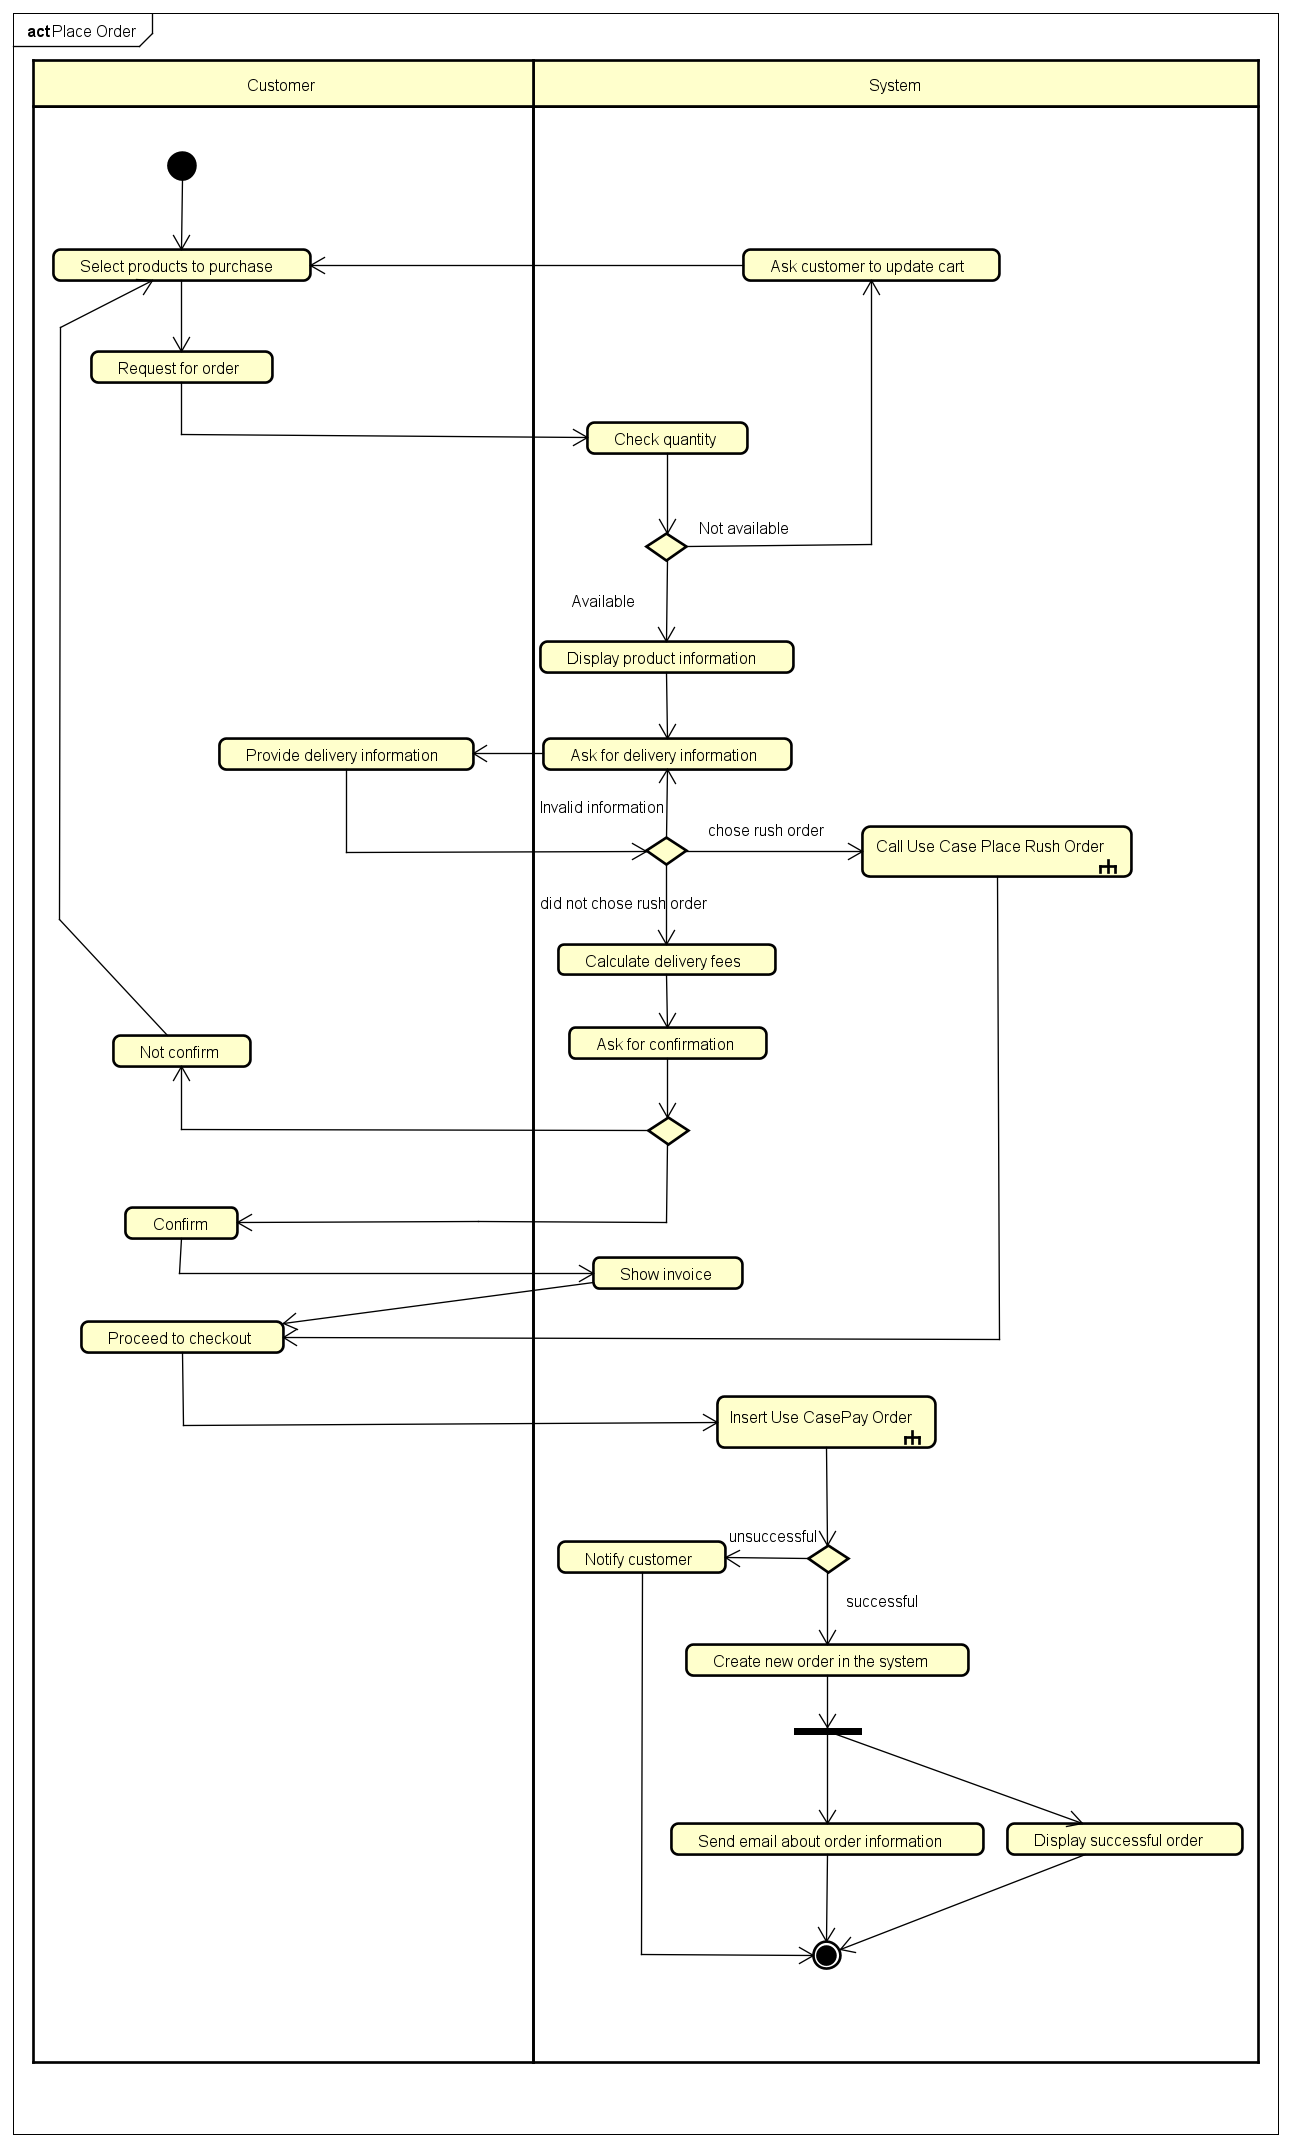 act Place Order
Customer
System
Select products to purchase
Ask customer to update cart
Request for order
Check quantity
Not available
Available
Display product information
Provide delivery information
Ask for delivery information
Invalid information
chose rush order
Call Use Case Place Rush Order
did not chose rush order
Calculate delivery fees
Not confirm
Ask for confirmation
Confirm
Show invoice
Proceed to checkout
Insert Use CasePay Order
unsuccessful
Notify customer
successful
Create new order in the system
Send email about order information
Display successful order